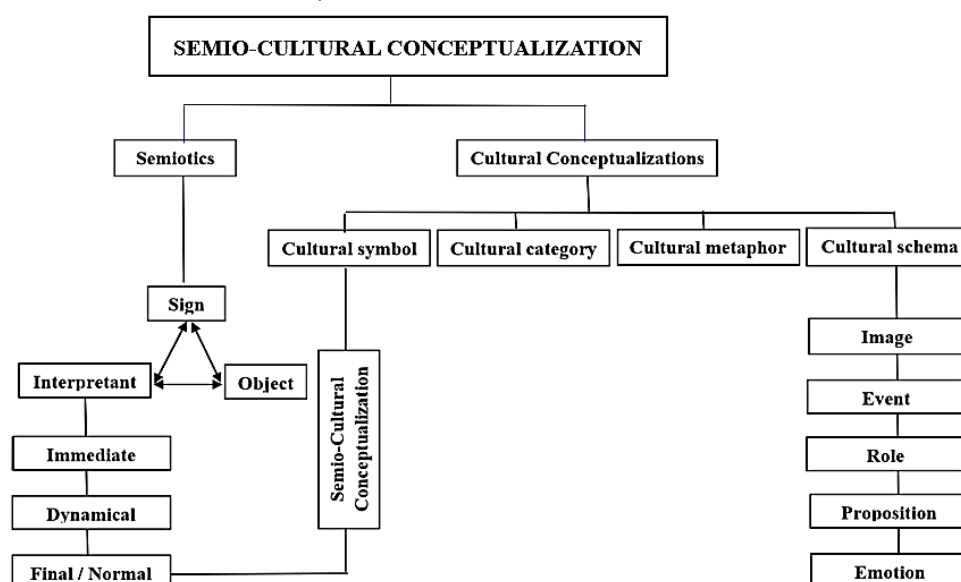 SEMIO-CULTURAL CONCEPTUALIZATION
Semiotics
Cultural Conceptualizations
Cultural symbol
Cultural category
Cultural metaphor
Cultural schema
Sign
Interpretant
Object
Immediate
Dynamical
Final / Normal
Semio-Cultural
Conceptualization
Image
Event
Role
Proposition
Emotion